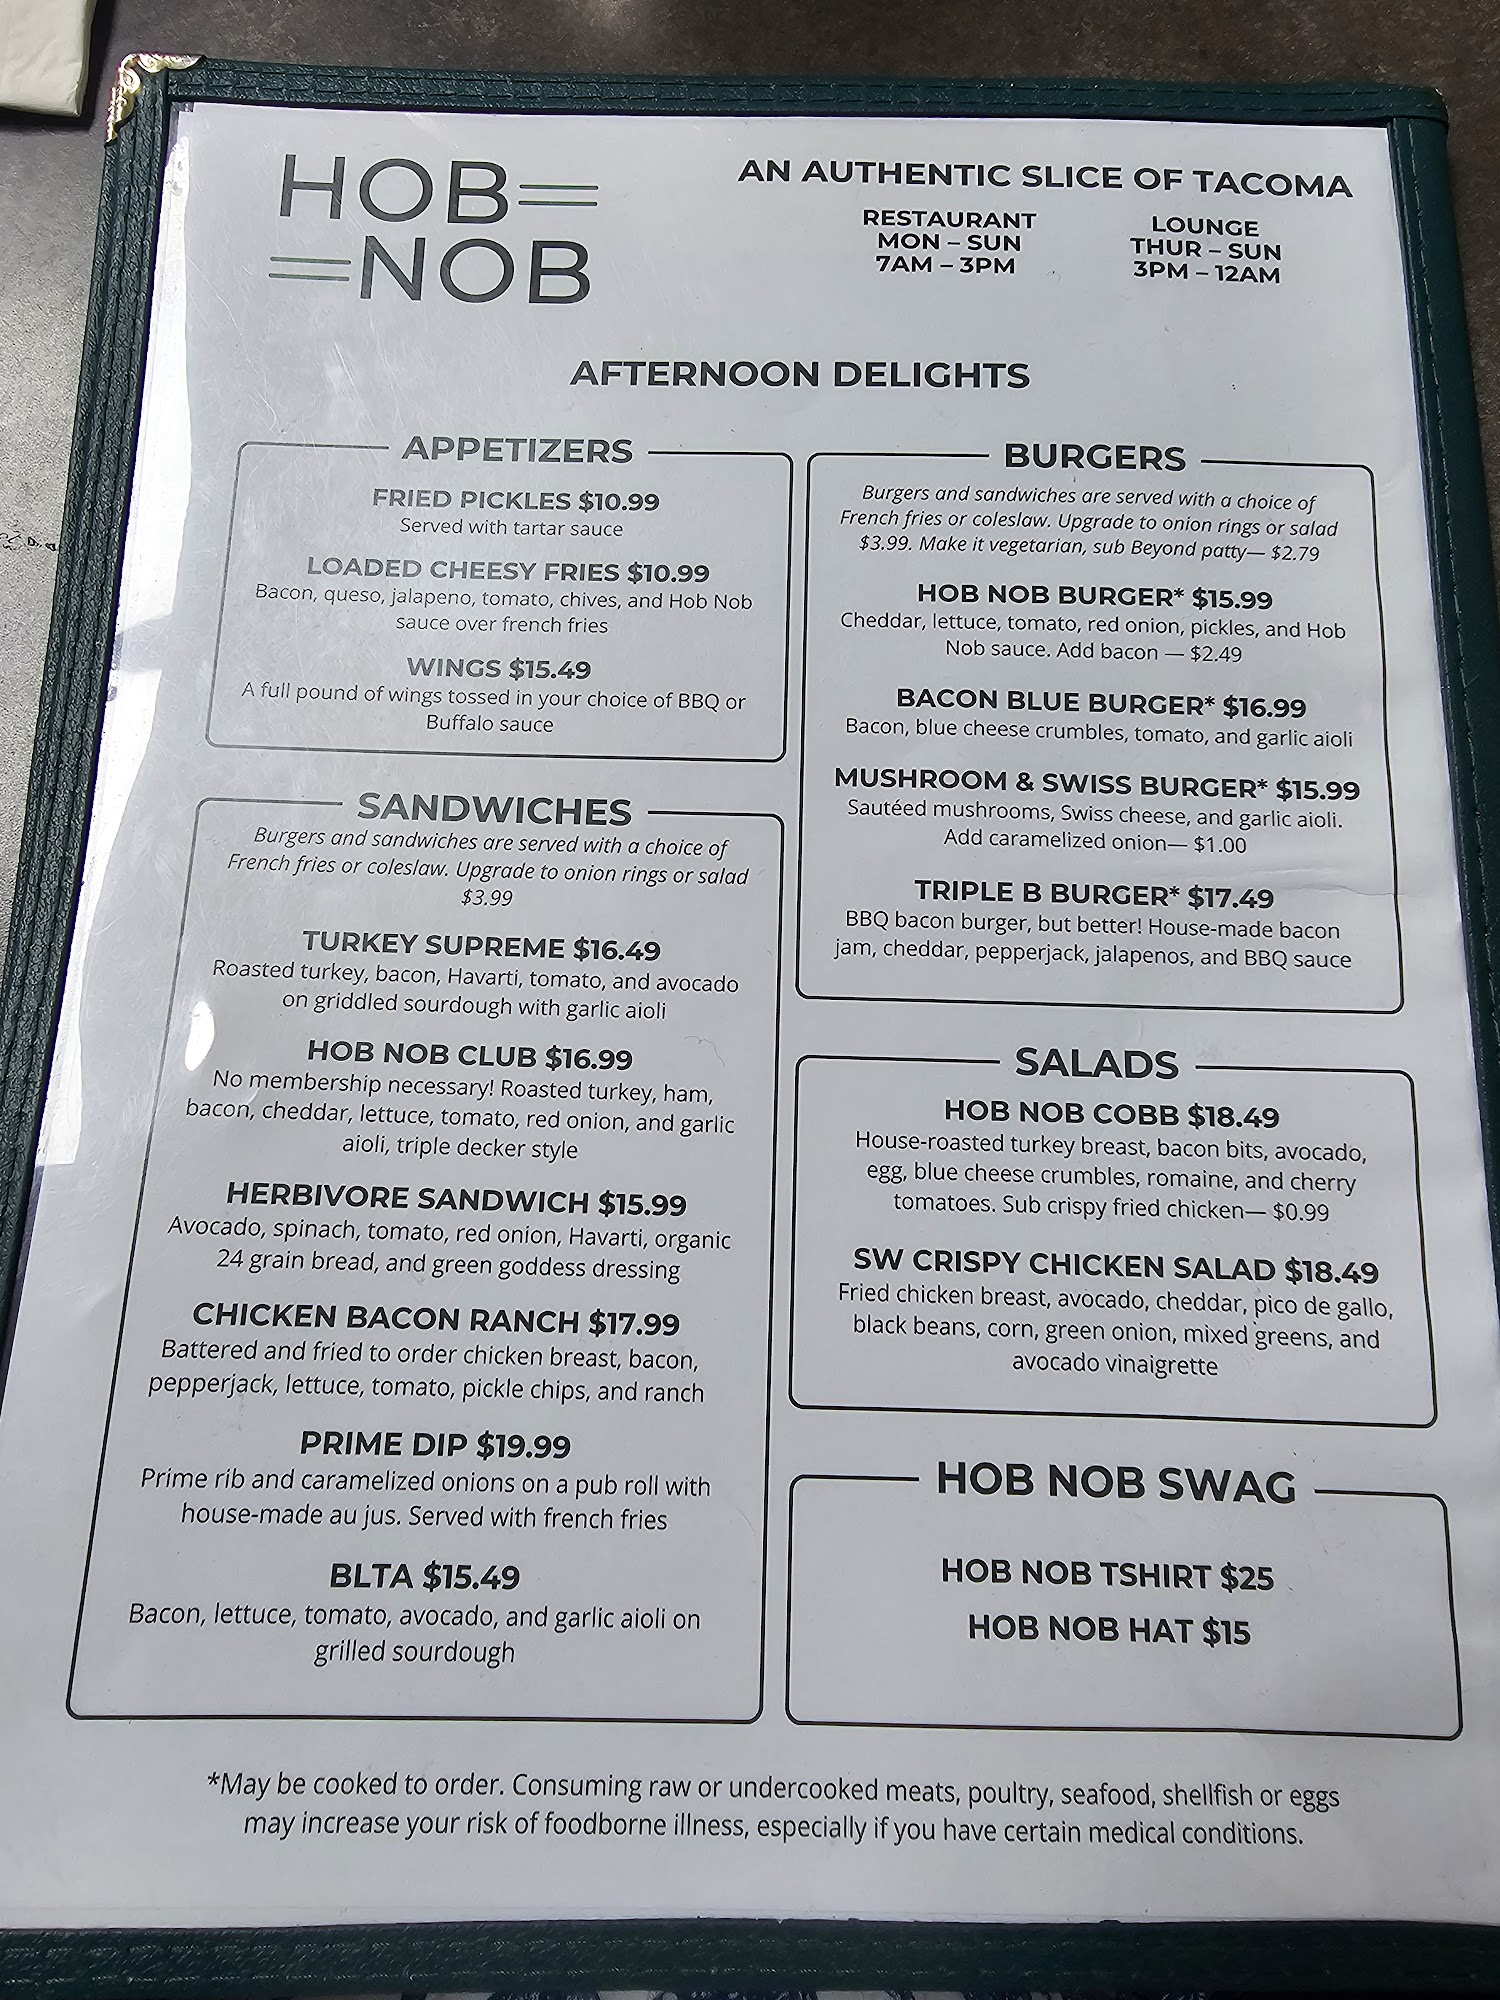 HOB
NOB
AN AUTHENTIC SLICE OF TACOMA
RESTAURANT
MON – SUN
7AM – 3PM
LOUNGE
THUR – SUN
3PM – 12AM
AFTERNOON DELIGHTS
APPETIZERS
FRIED PICKLES $10.99
Served with tartar sauce
LOADED CHEESY FRIES $10.99
Bacon, queso, jalapeno, tomato, chives, and Hob Nob
sauce over french fries
WINGS $15.49
A full pound of wings tossed in your choice of BBQ or
Buffalo sauce
SANDWICHES
Burgers and sandwiches are served with a choice of
French fries or coleslaw. Upgrade to onion rings or salad
$3.99
TURKEY SUPREME $16.49
Roasted turkey, bacon, Havarti, tomato, and avocado
on griddled sourdough with garlic aioli
HOB NOB CLUB $16.99
No membership necessary! Roasted turkey, ham,
bacon, cheddar, lettuce, tomato, red onion, and garlic
aioli, triple decker style
HERBIVORE SANDWICH $15.99
Avocado, spinach, tomato, red onion, Havarti, organic
24 grain bread, and green goddess dressing
CHICKEN BACON RANCH $17.99
Battered and fried to order chicken breast, bacon,
pepperjack, lettuce, tomato, pickle chips, and ranch
PRIME DIP $19.99
Prime rib and caramelized onions on a pub roll with
house-made au jus. Served with french fries
BLTA $15.49
Bacon, lettuce, tomato, avocado, and garlic aioli on
grilled sourdough
BURGERS
Burgers and sandwiches are served with a choice of
French fries or coleslaw. Upgrade to onion rings or salad
$3.99. Make it vegetarian, sub Beyond patty— $2.79
HOB NOB BURGER* $15.99
Cheddar, lettuce, tomato, red onion, pickles, and Hob
Nob sauce. Add bacon — $2.49
BACON BLUE BURGER* $16.99
Bacon, blue cheese crumbles, tomato, and garlic aioli
MUSHROOM & SWISS BURGER* $15.99
Sautéed mushrooms, Swiss cheese, and garlic aioli.
Add caramelized onion— $1.00
TRIPLE B BURGER* $17.49
BBQ bacon burger, but better! House-made bacon
jam, cheddar, pepperjack, jalapenos, and BBQ sauce
SALADS
HOB NOB COBB $18.49
House-roasted turkey breast, bacon bits, avocado,
egg, blue cheese crumbles, romaine, and cherry
tomatoes. Sub crispy fried chicken— $0.99
SW CRISPY CHICKEN SALAD $18.49
Fried chicken breast, avocado, cheddar, pico de gallo,
black beans, corn, green onion, mixed greens, and
avocado vinaigrette
HOB NOB SWAG
HOB NOB TSHIRT $25
HOB NOB HAT $15
*May be cooked to order. Consuming raw or undercooked meats, poultry, seafood, shellfish or eggs
may increase your risk of foodborne illness, especially if you have certain medical conditions.